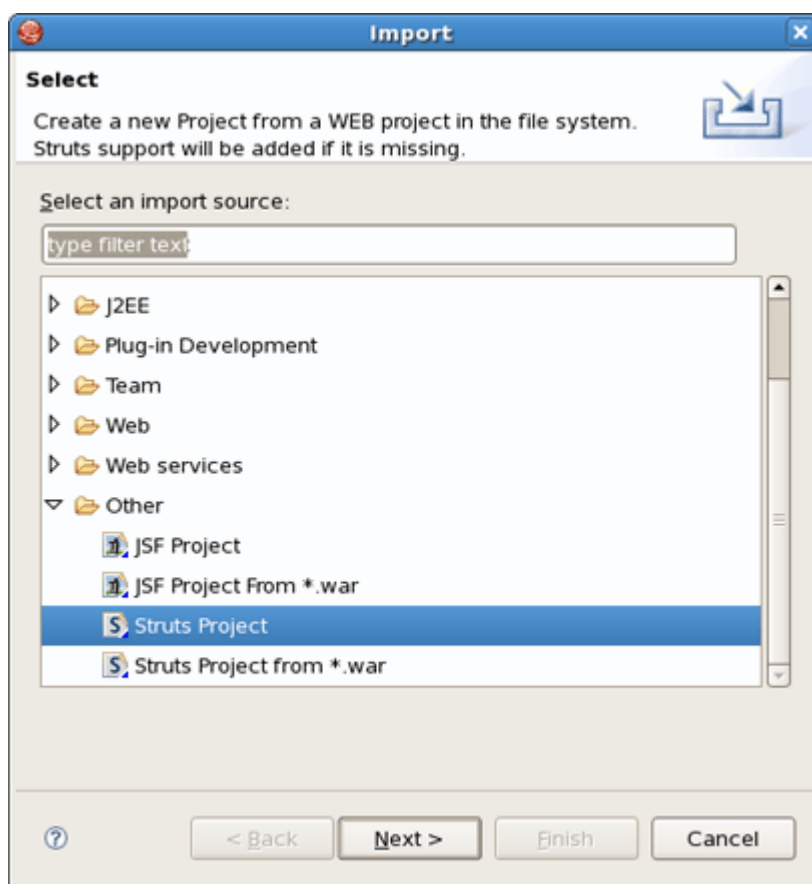 Import
Select
Create a new Project from a WEB project in the file system.
Struts support will be added if it is missing.
Select an import source:
type filter text
J2EE
Plug-in Development
Team
Web
Web services
Other
JSF Project
JSF Project From *.war
Struts Project
Struts Project from *.war
< Back
Next >
Finish
Cancel